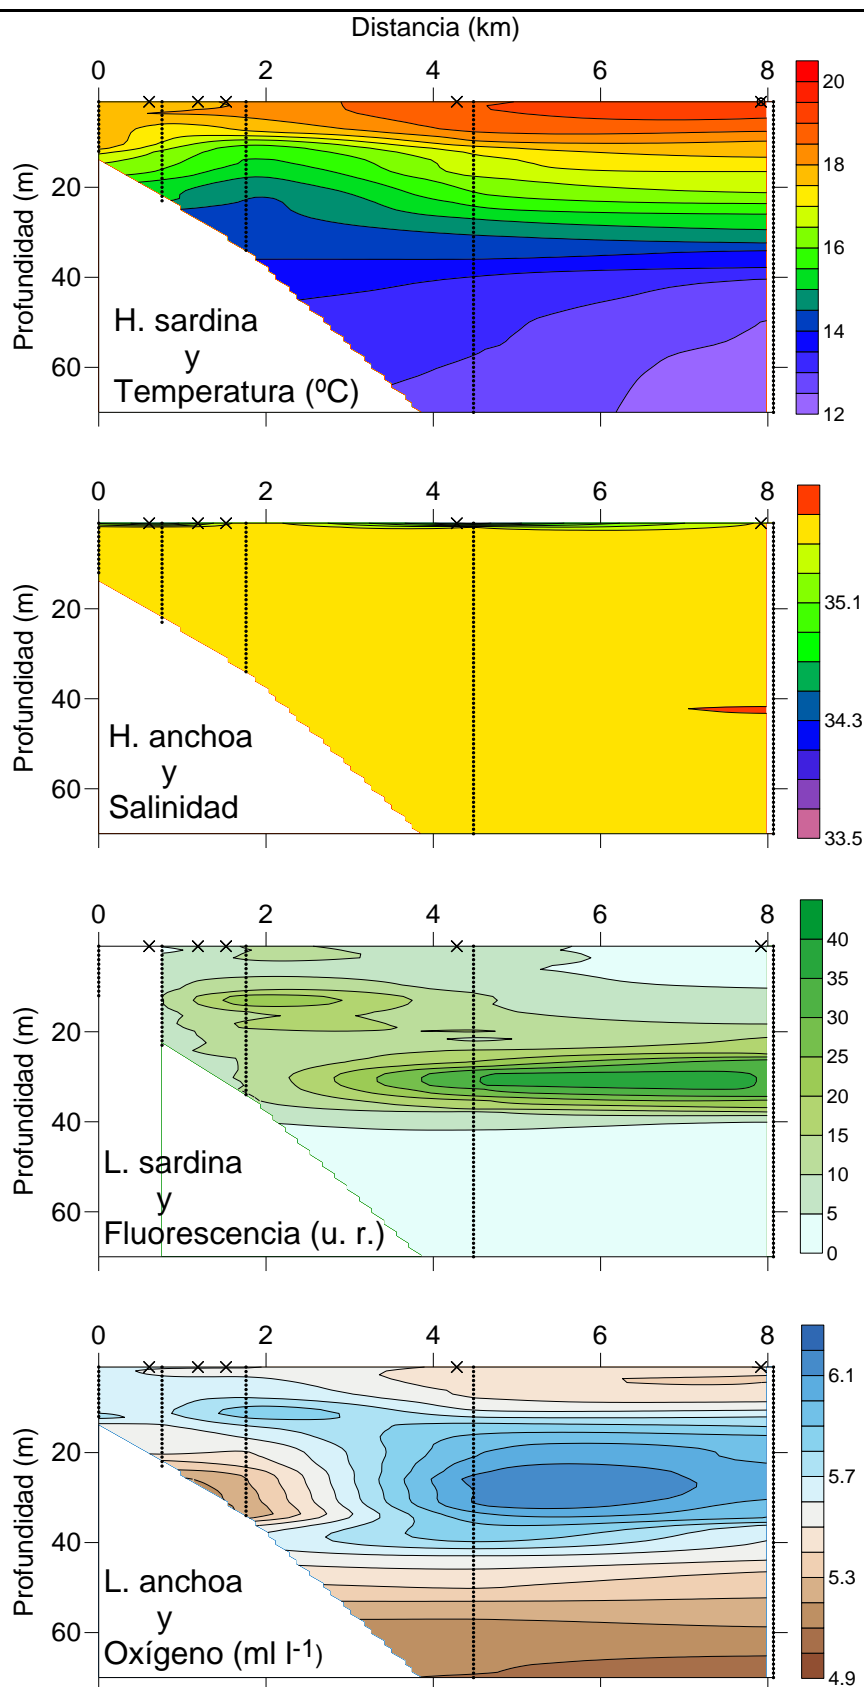 Distancia (km)
0 2 4 6 8
20
40
60
Profundidad (m)
H. sardina
y
Temperatura (ºC)
20
18
16
14
12
0 2 4 6 8
20
40
60
Profundidad (m)
H. anchoa
y
Salinidad
35.1
34.3
33.5
0 2 4 6 8
20
40
60
Profundidad (m)
L. sardina
y
Fluorescencia (u. r.)
40
35
30
25
20
15
10
5
0
0 2 4 6 8
20
40
60
Profundidad (m)
L. anchoa
y
Oxígeno (ml l-1)
6.1
5.7
5.3
4.9